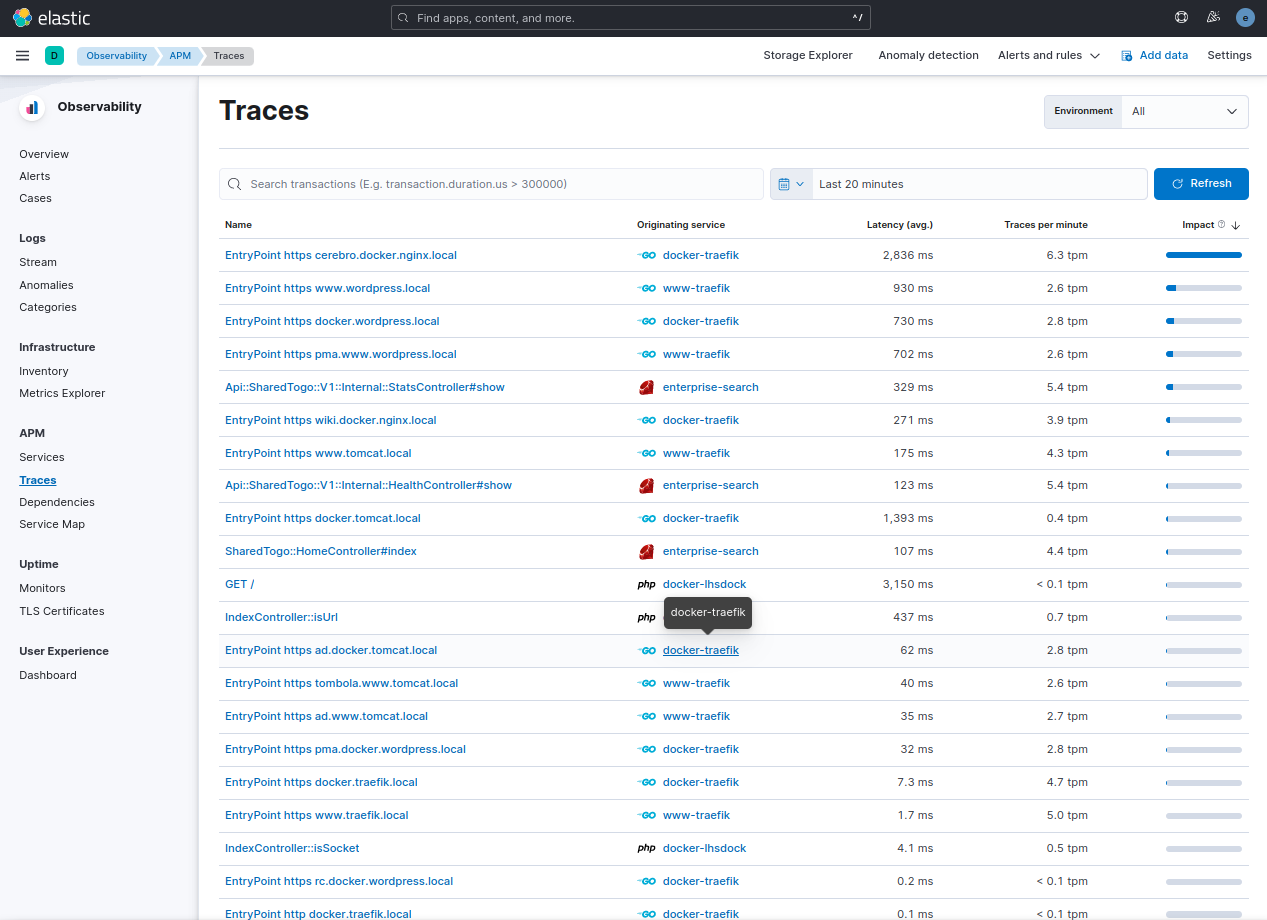 elastic
Find apps, content, and more.
^/
e
D
Observability
APM
Traces
Storage Explorer
Anomaly detection
Alerts and rules
Add data
Settings
Observability
Overview
Alerts
Cases
Logs
Stream
Anomalies
Categories
Infrastructure
Inventory
Metrics Explorer
APM
Services
Traces
Dependencies
Service Map
Uptime
Monitors
TLS Certificates
User Experience
Dashboard
Traces
Environment All
Search transactions (E.g. transaction.duration.us > 300000)
Last 20 minutes
Refresh
Name Originating service Latency (avg.) Traces per minute Impact
EntryPoint https cerebro.docker.nginx.local GO docker-traefik 2,836 ms 6.3 tpm
EntryPoint https www.wordpress.local GO www-traefik 930 ms 2.6 tpm
EntryPoint https docker.wordpress.local GO docker-traefik 730 ms 2.8 tpm
EntryPoint https pma.www.wordpress.local GO www-traefik 702 ms 2.6 tpm
Api::SharedTogo::V1::Internal::StatsController#show enterprise-search 329 ms 5.4 tpm
EntryPoint https wiki.docker.nginx.local GO docker-traefik 271 ms 3.9 tpm
EntryPoint https www.tomcat.local GO www-traefik 175 ms 4.3 tpm
Api::SharedTogo::V1::Internal::HealthController#show enterprise-search 123 ms 5.4 tpm
EntryPoint https docker.tomcat.local GO docker-traefik 1,393 ms 0.4 tpm
SharedTogo::HomeController#index enterprise-search 107 ms 4.4 tpm
GET / php docker-lhsdock 3,150 ms < 0.1 tpm
IndexController::isUrl php 437 ms 0.7 tpm
docker-traefik
EntryPoint https ad.docker.tomcat.local GO docker-traefik 62 ms 2.8 tpm
EntryPoint https tombola.www.tomcat.local GO www-traefik 40 ms 2.6 tpm
EntryPoint https ad.www.tomcat.local GO www-traefik 35 ms 2.7 tpm
EntryPoint https pma.docker.wordpress.local GO docker-traefik 32 ms 2.8 tpm
EntryPoint https docker.traefik.local GO docker-traefik 7.3 ms 4.7 tpm
EntryPoint https www.traefik.local GO www-traefik 1.7 ms 5.0 tpm
IndexController::isSocket php docker-lhsdock 4.1 ms 0.5 tpm
EntryPoint https rc.docker.wordpress.local GO docker-traefik 0.2 ms < 0.1 tpm
EntryPoint http docker.traefik.local GO docker-traefik 0.1 ms < 0.1 tpm